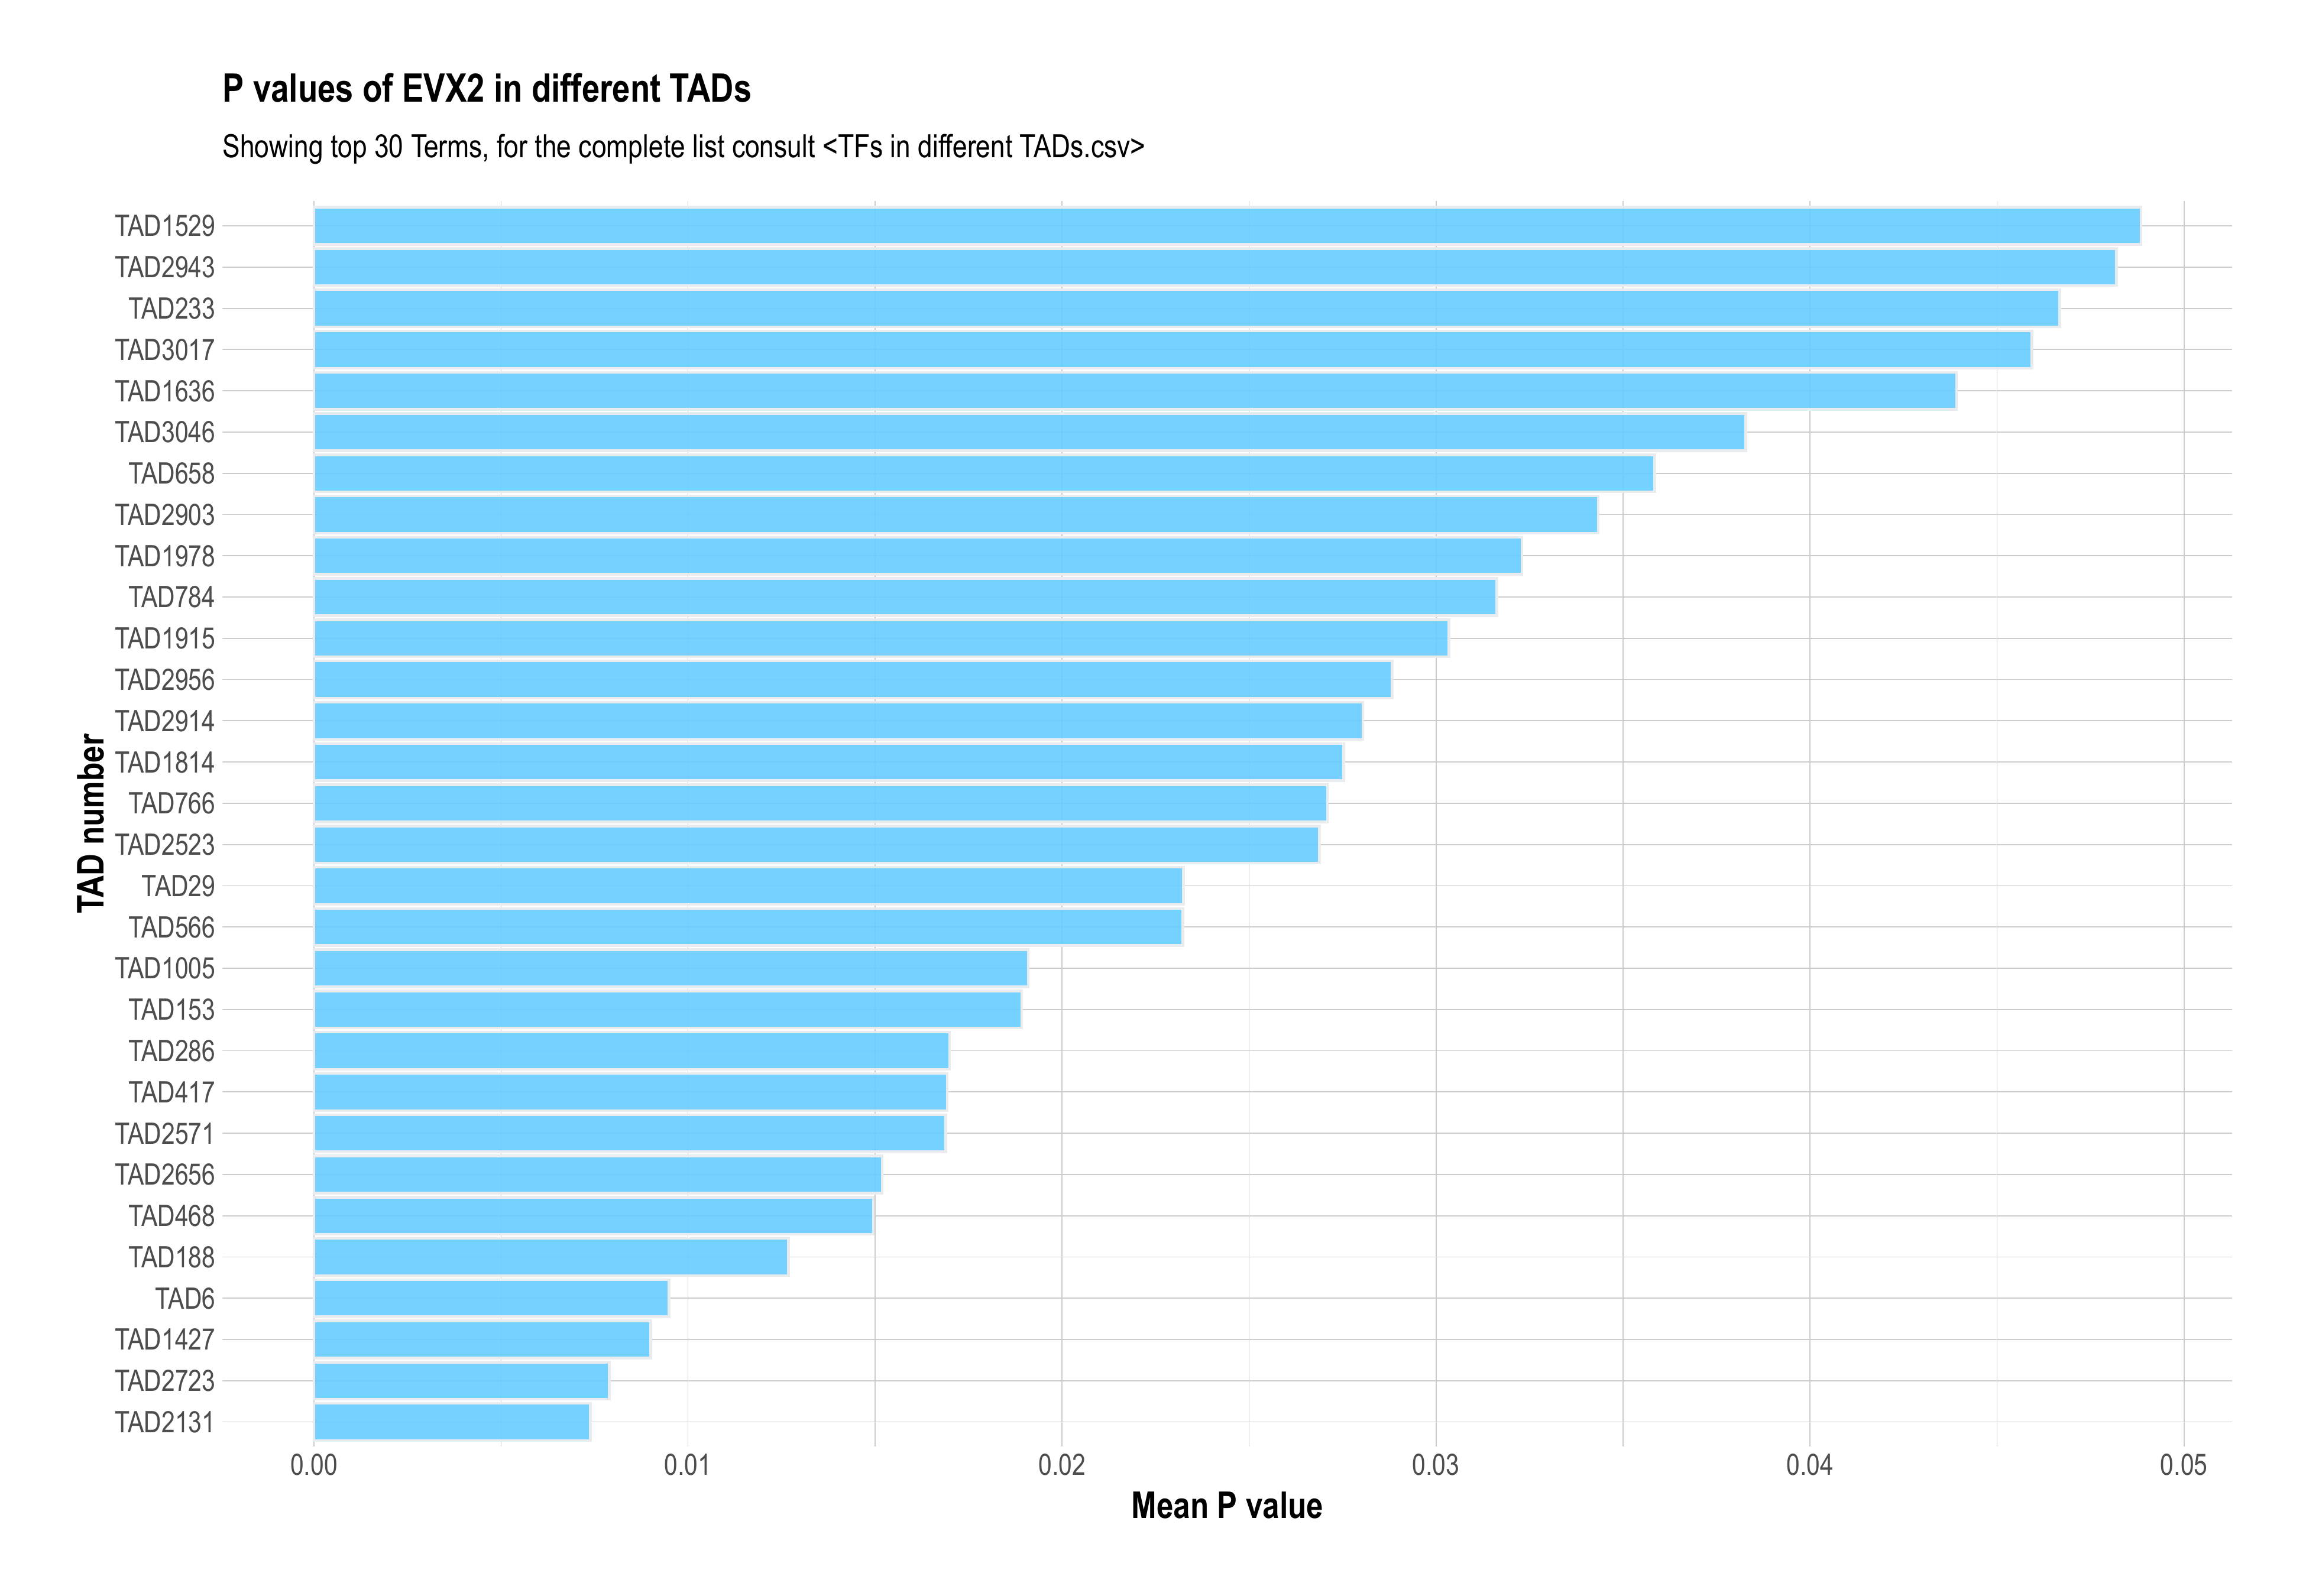 P values of EVX2 in different TADs
Showing top 30 Terms, for the complete list consult <TFs in different TADs.csv>
TAD number
TAD1529
TAD2943
TAD233
TAD3017
TAD1636
TAD3046
TAD658
TAD2903
TAD1978
TAD784
TAD1915
TAD2956
TAD2914
TAD1814
TAD766
TAD2523
TAD29
TAD566
TAD1005
TAD153
TAD286
TAD417
TAD2571
TAD2656
TAD468
TAD188
TAD6
TAD1427
TAD2723
TAD2131
0.00 0.01 0.02 0.03 0.04 0.05
Mean P value